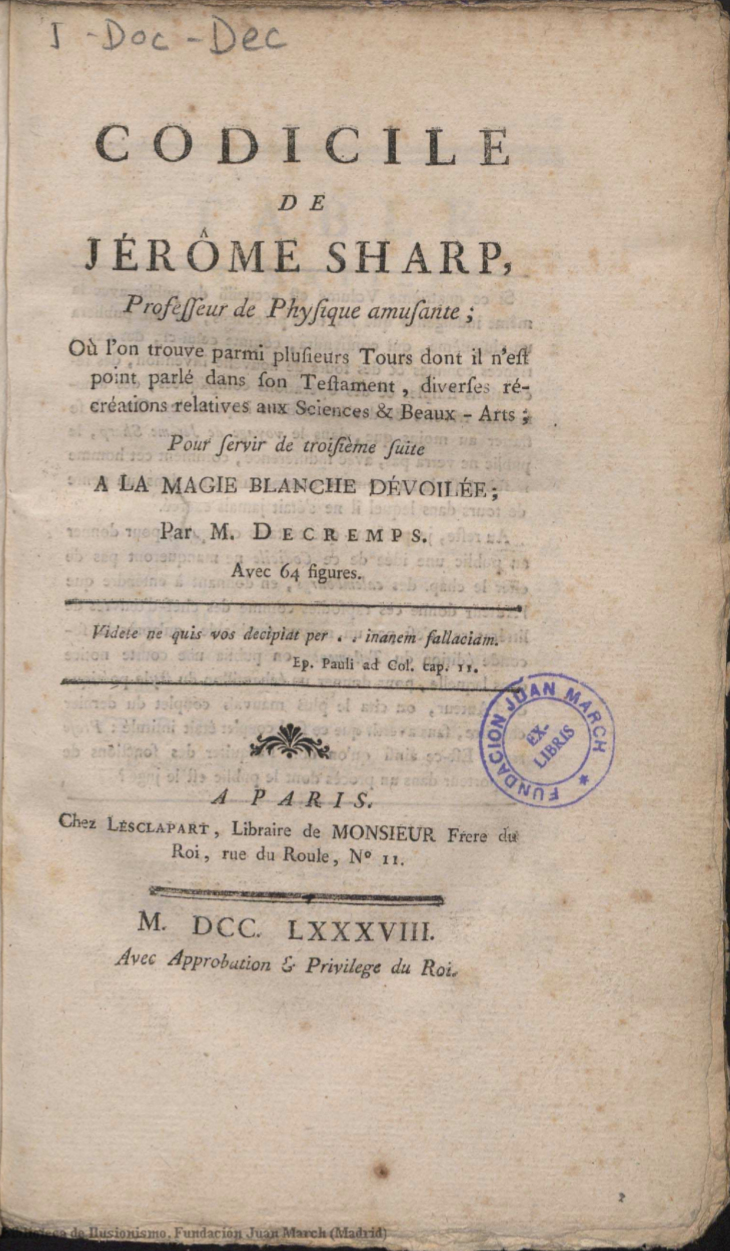 I - Doc - Dec
CODICILE
DE
JÉRÔME SHARP,
Profeſſeur de Phyſique amuſante ;
Où l'on trouve parmi pluſieurs Tours dont il n'eſt
point parlé dans ſon Teſtament , diverſes ré-
créations relatives aux Sciences & Beaux - Arts ;
Pour ſervir de troiſième ſuite
A LA MAGIE BLANCHE DÉVOILÉE ;
Par M. DECREMPS.
Avec 64 figures.
Videte ne quis vos decipiat per . . inanem fallaciam.
Ep. Pauli ad Col. cap. II.
FUNDACION JUAN MARCH *
EX-
LIBRIS
A PARIS.
Chez LESCLAPART, Libraire de MONSIEUR Frere du
Roi, rue du Roule, Nº 11.
M. DCC. LXXXVIII.
Avec Approbation & Privilege du Roi.
de Ilusionismo. Fundación Juan March (Madrid)